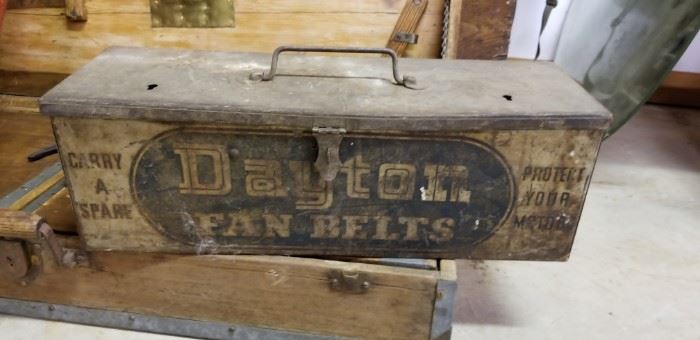 CARRY
A
SPARE
Dayton
FAN BELTS
PROTECT
YOUR
MOTOR